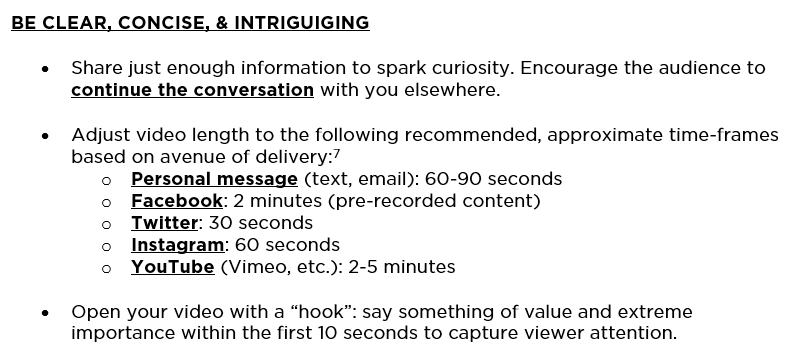 BE CLEAR, CONCISE, & INTRIGUIGING
• Share just enough information to spark curiosity. Encourage the audience to
continue the conversation with you elsewhere.
• Adjust video length to the following recommended, approximate time-frames
based on avenue of delivery:⁷
o Personal message (text, email): 60-90 seconds
o Facebook: 2 minutes (pre-recorded content)
o Twitter: 30 seconds
o Instagram: 60 seconds
o YouTube (Vimeo, etc.): 2-5 minutes
• Open your video with a “hook”: say something of value and extreme
importance within the first 10 seconds to capture viewer attention.